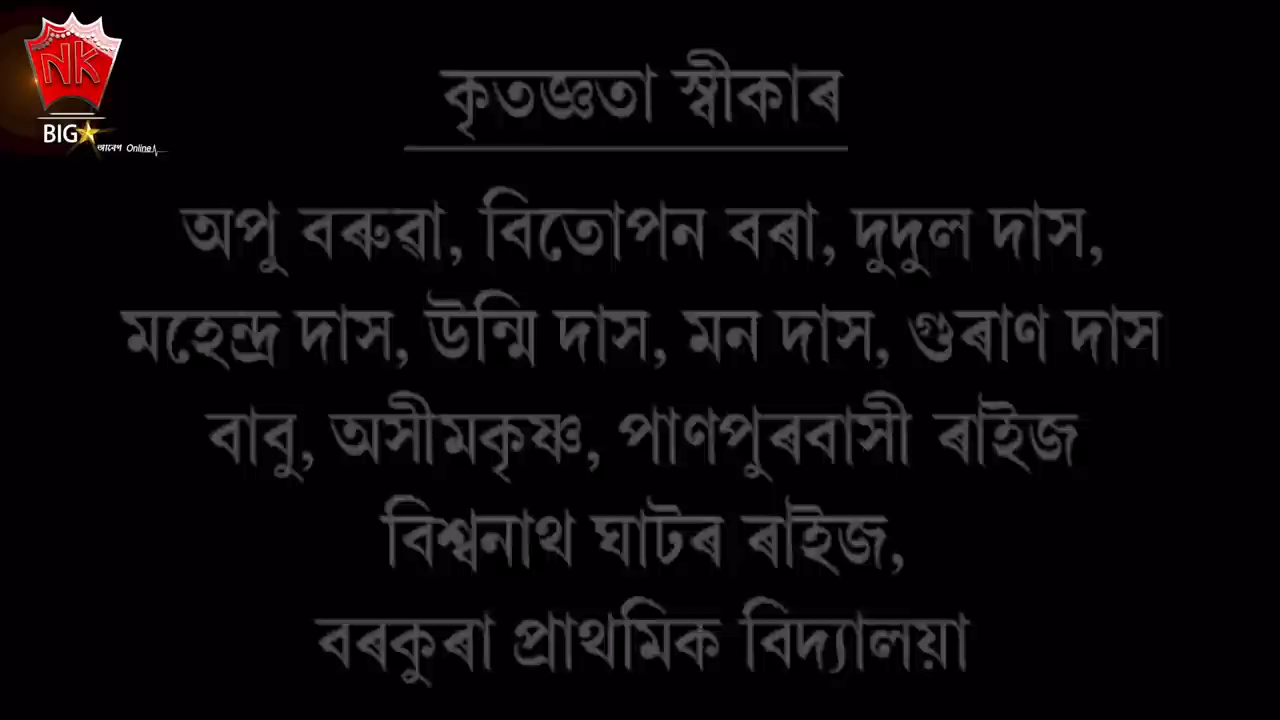 NK
BIG
আবেগ Online
কৃতজ্ঞতা স্বীকাৰ
অপু বৰুৱা, বিতোপন বৰা, দুদুল দাস,
মহেন্দ্ৰ দাস, উন্মি দাস, মন দাস, গুৰাণ দাস
বাবু, অসীমকৃষ্ণ, পাণপুৰবাসী ৰাইজ
বিশ্বনাথ ঘাটৰ ৰাইজ,
বৰকুৰা প্ৰাথমিক বিদ্যালয়া